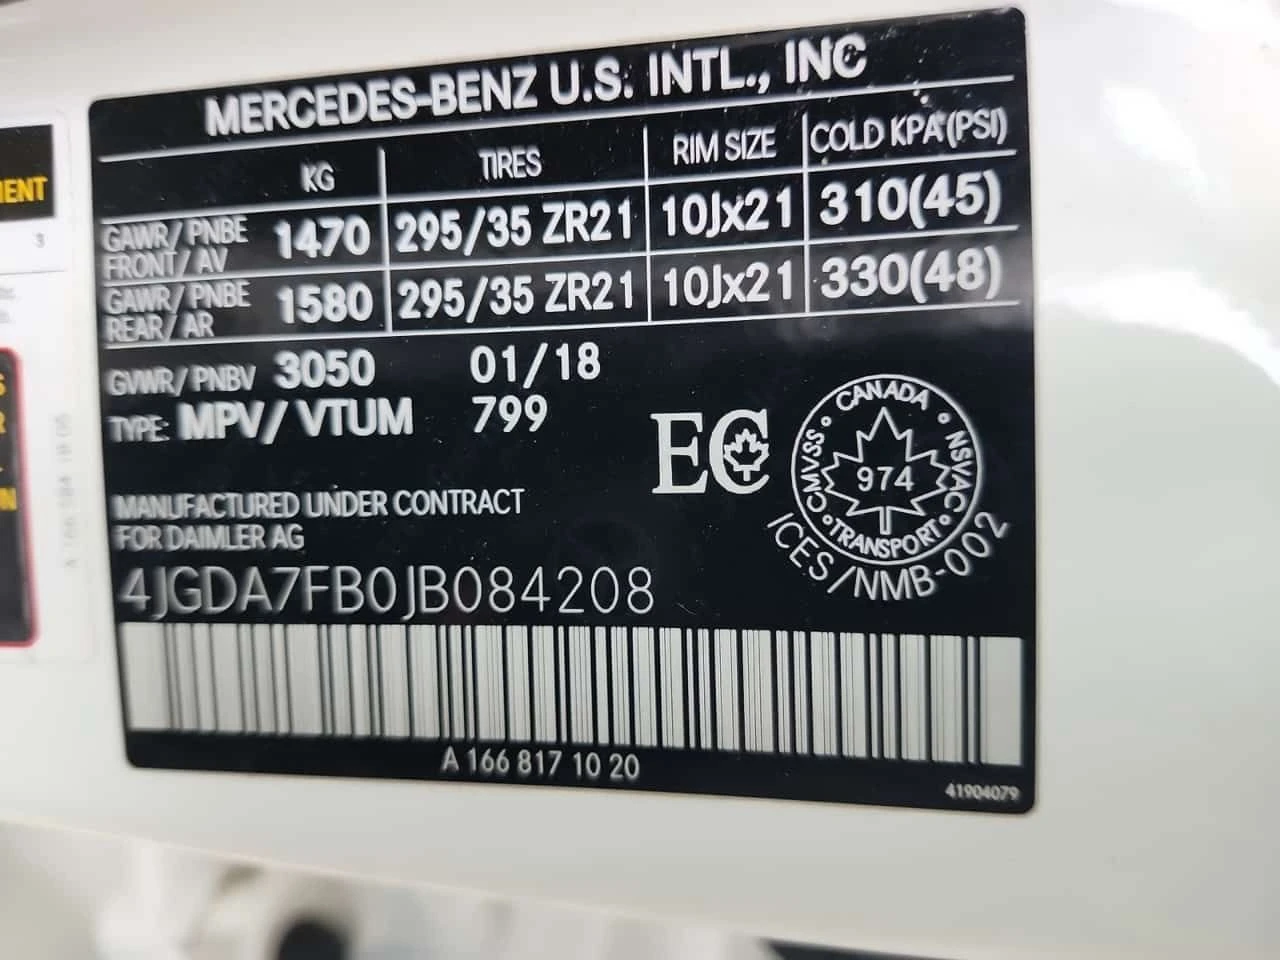 MERCEDES-BENZ U.S. INTL., INC
KG TIRES RIM SIZE COLD KPA (PSI)
GAWR/ PNBE FRONT/ AV 1470 295/35 ZR21 10Jx21 310(45)
GAWR/ PNBE REAR/ AR 1580 295/35 ZR21 10Jx21 330(48)
GVWR/ PNBV 3050 01/18
TYPE: MPV/ VTUM 799
EC
CANADA
CMVSS
974
NSVAC
TRANSPORT
ICES/NMB-002
MANUFACTURED UNDER CONTRACT
FOR DAIMLER AG
4JGDA7FB0JB084208
A 166 817 10 20
41904079
ENT
3